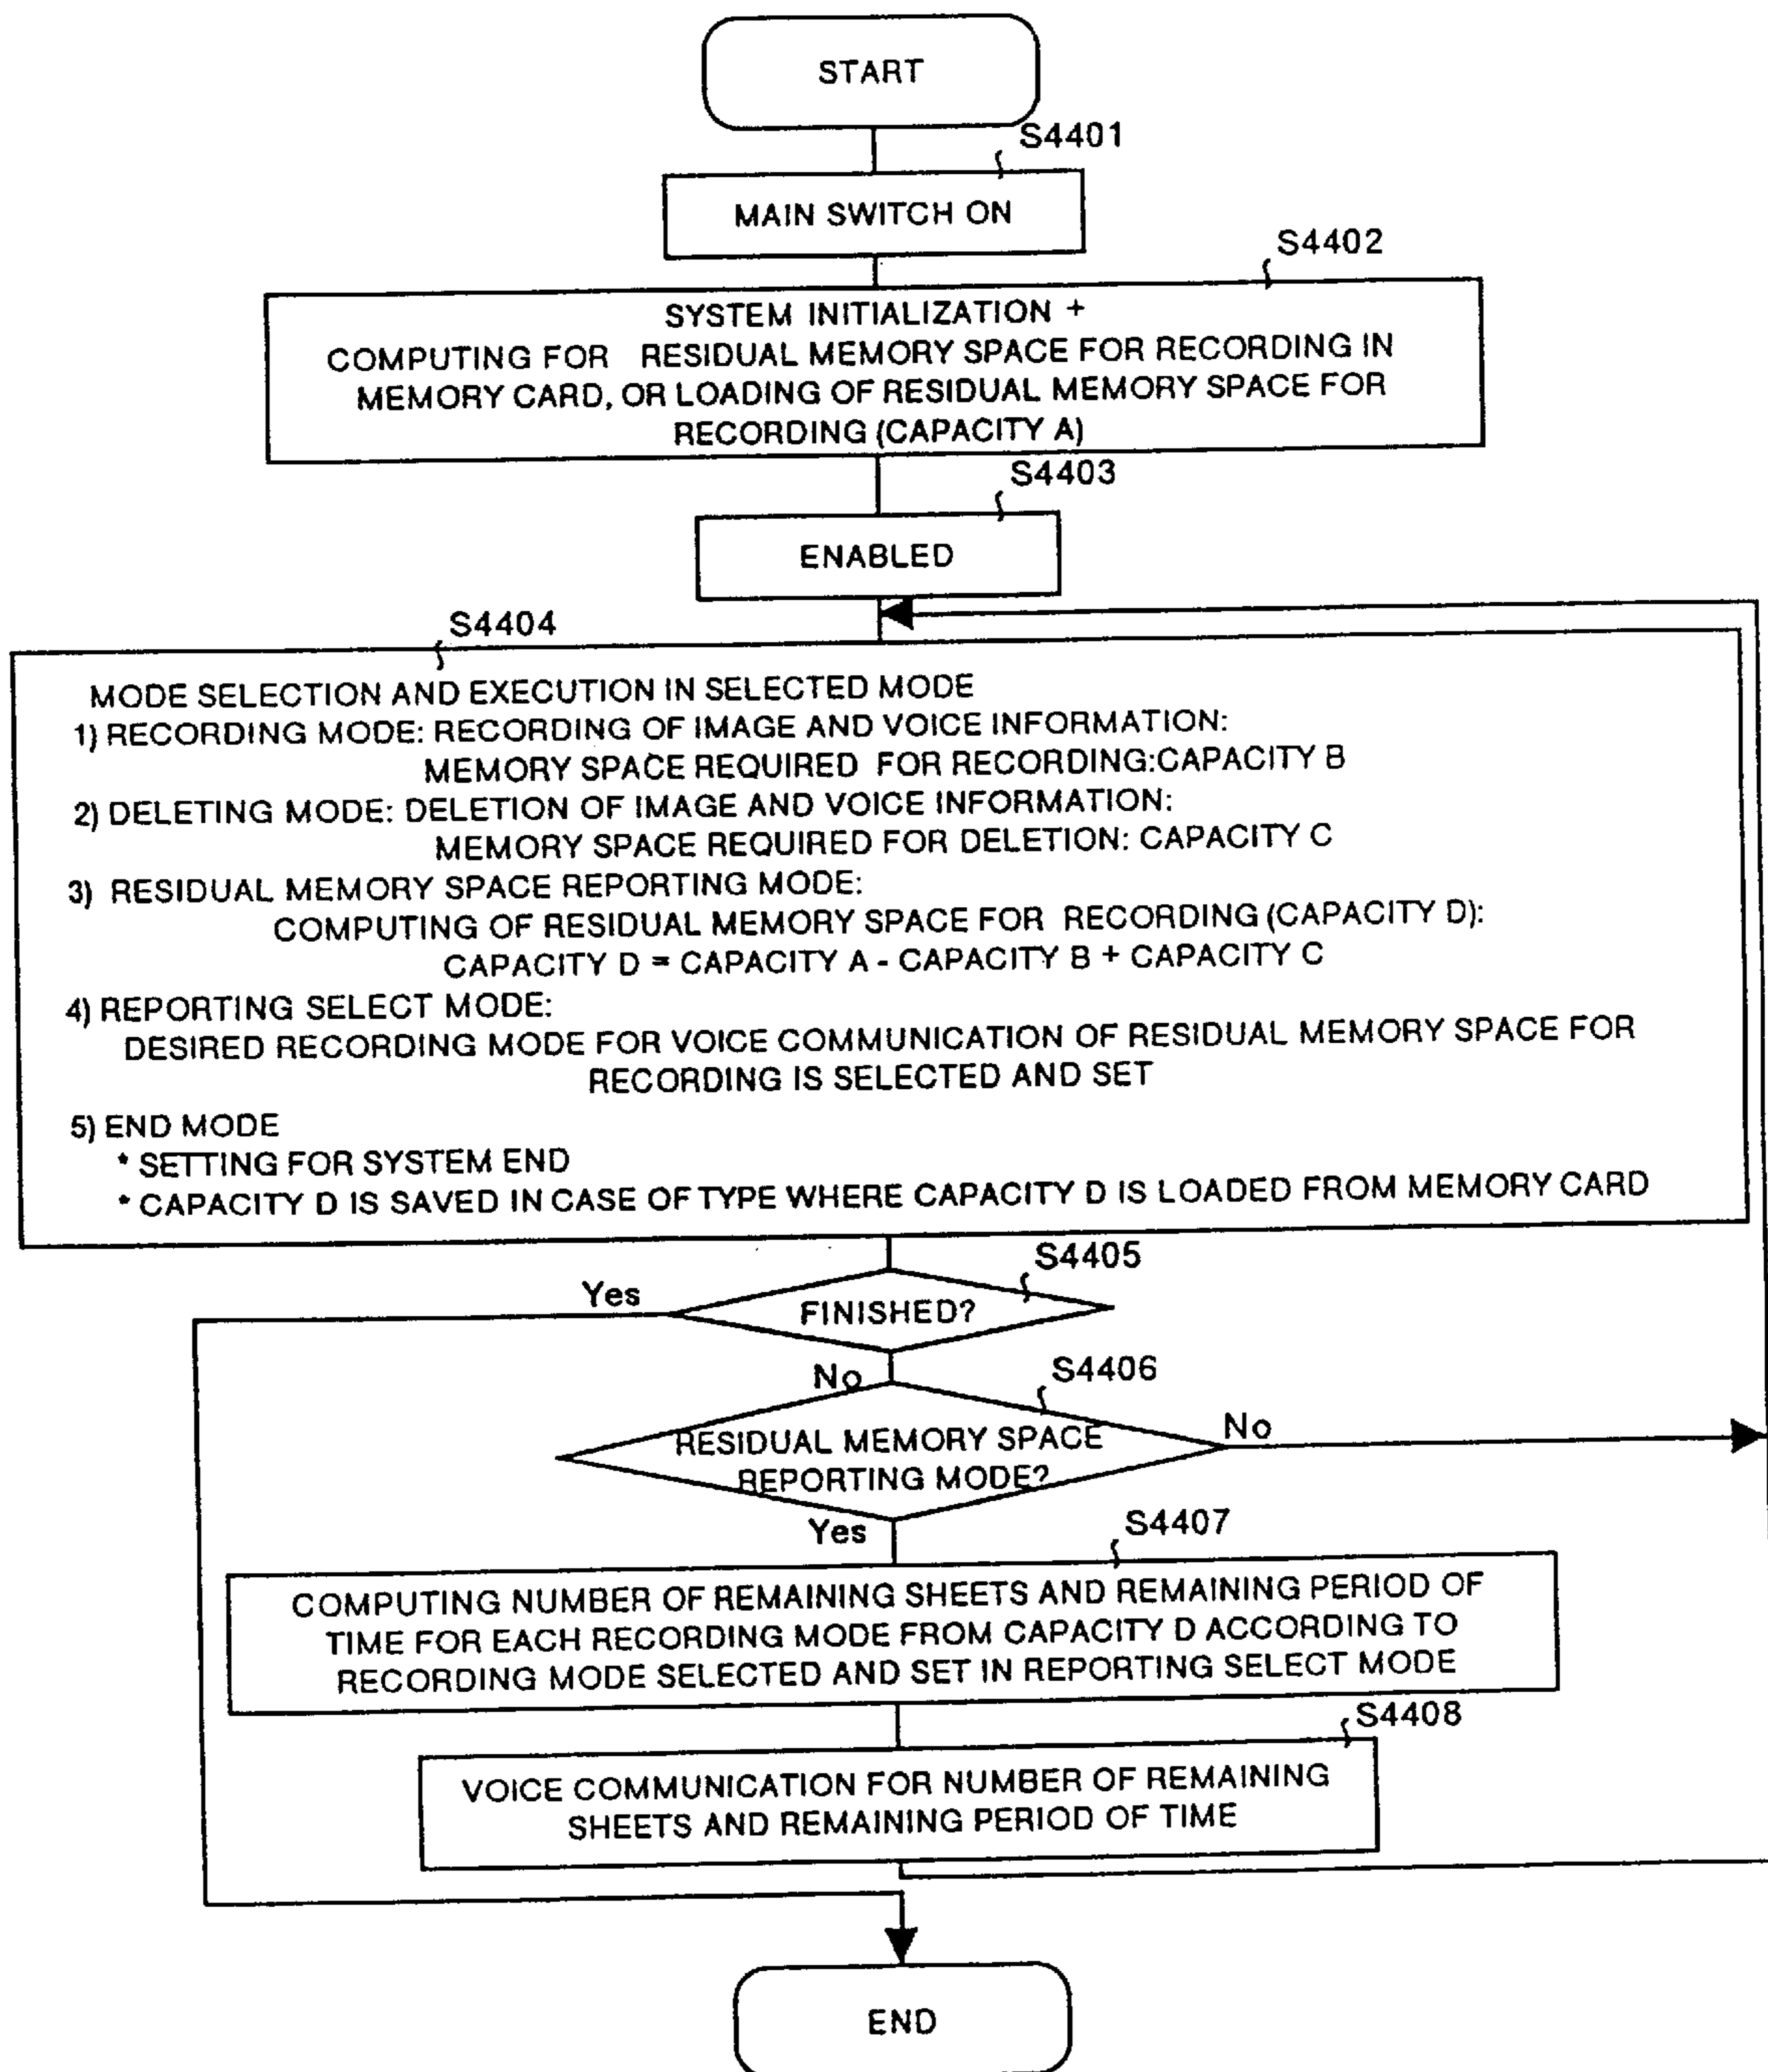 START
S4401
MAIN SWITCH ON
S4402
SYSTEM INITIALIZATION +
COMPUTING FOR RESIDUAL MEMORY SPACE FOR RECORDING IN
MEMORY CARD, OR LOADING OF RESIDUAL MEMORY SPACE FOR
RECORDING (CAPACITY A)
S4403
ENABLED
S4404
MODE SELECTION AND EXECUTION IN SELECTED MODE
1) RECORDING MODE: RECORDING OF IMAGE AND VOICE INFORMATION:
MEMORY SPACE REQUIRED FOR RECORDING:CAPACITY B
2) DELETING MODE: DELETION OF IMAGE AND VOICE INFORMATION:
MEMORY SPACE REQUIRED FOR DELETION: CAPACITY C
3) RESIDUAL MEMORY SPACE REPORTING MODE:
COMPUTING OF RESIDUAL MEMORY SPACE FOR RECORDING (CAPACITY D):
CAPACITY D = CAPACITY A - CAPACITY B + CAPACITY C
4) REPORTING SELECT MODE:
DESIRED RECORDING MODE FOR VOICE COMMUNICATION OF RESIDUAL MEMORY SPACE FOR
RECORDING IS SELECTED AND SET
5) END MODE
* SETTING FOR SYSTEM END
* CAPACITY D IS SAVED IN CASE OF TYPE WHERE CAPACITY D IS LOADED FROM MEMORY CARD
S4405
Yes
FINISHED?
No
S4406
RESIDUAL MEMORY SPACE
REPORTING MODE?
No
Yes
S4407
COMPUTING NUMBER OF REMAINING SHEETS AND REMAINING PERIOD OF
TIME FOR EACH RECORDING MODE FROM CAPACITY D ACCORDING TO
RECORDING MODE SELECTED AND SET IN REPORTING SELECT MODE
S4408
VOICE COMMUNICATION FOR NUMBER OF REMAINING
SHEETS AND REMAINING PERIOD OF TIME
END